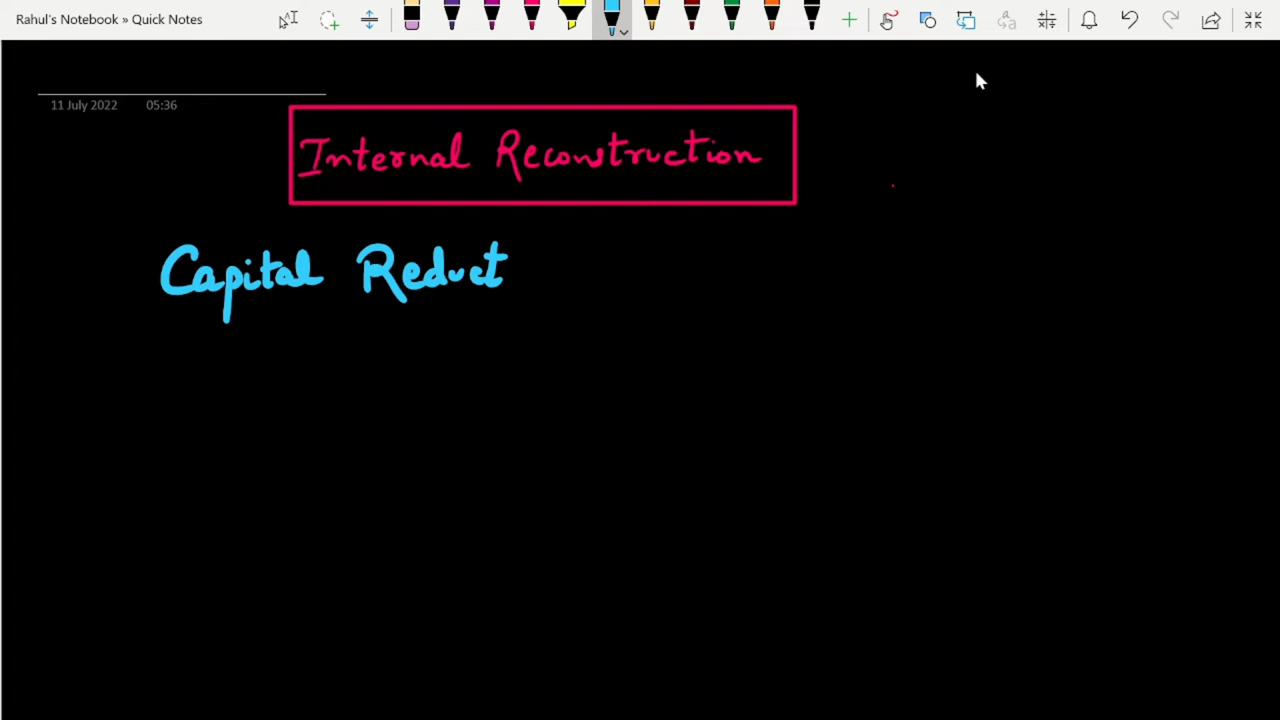 Rahul's Notebook » Quick Notes
11 July 2022 05:36
Internal Reconstruction
Capital Reduct